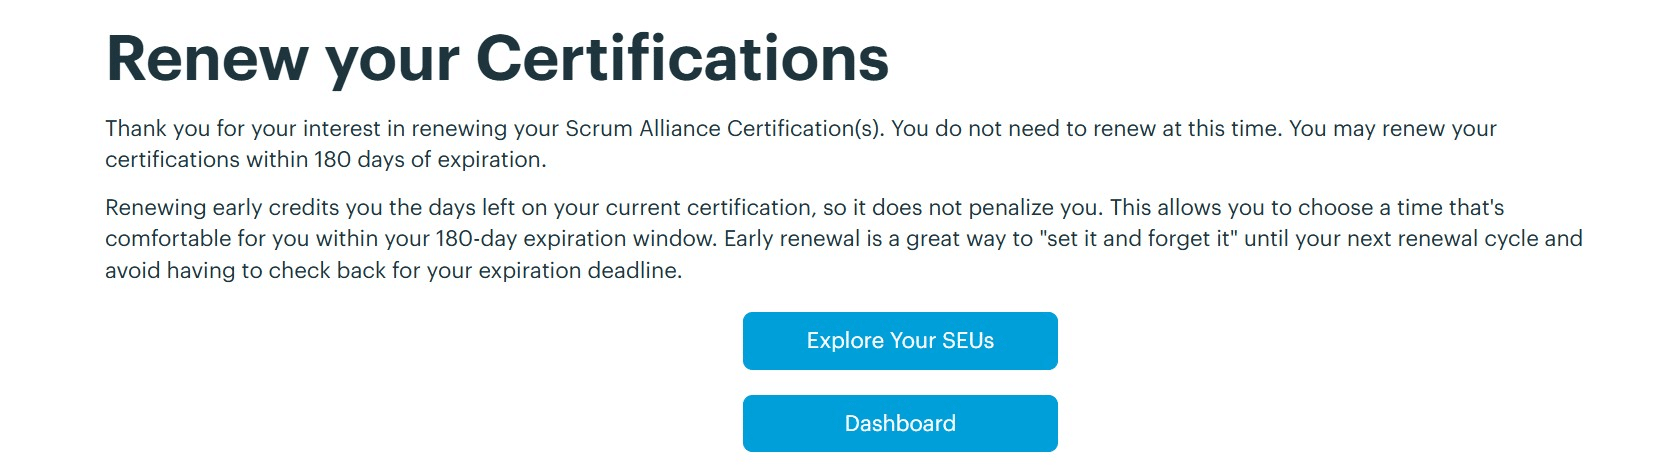 Renew your Certifications
Thank you for your interest in renewing your Scrum Alliance Certification(s). You do not need to renew at this time. You may renew your
certifications within 180 days of expiration.
Renewing early credits you the days left on your current certification, so it does not penalize you. This allows you to choose a time that's
comfortable for you within your 180-day expiration window. Early renewal is a great way to "set it and forget it" until your next renewal cycle and
avoid having to check back for your expiration deadline.
Explore Your SEUs
Dashboard